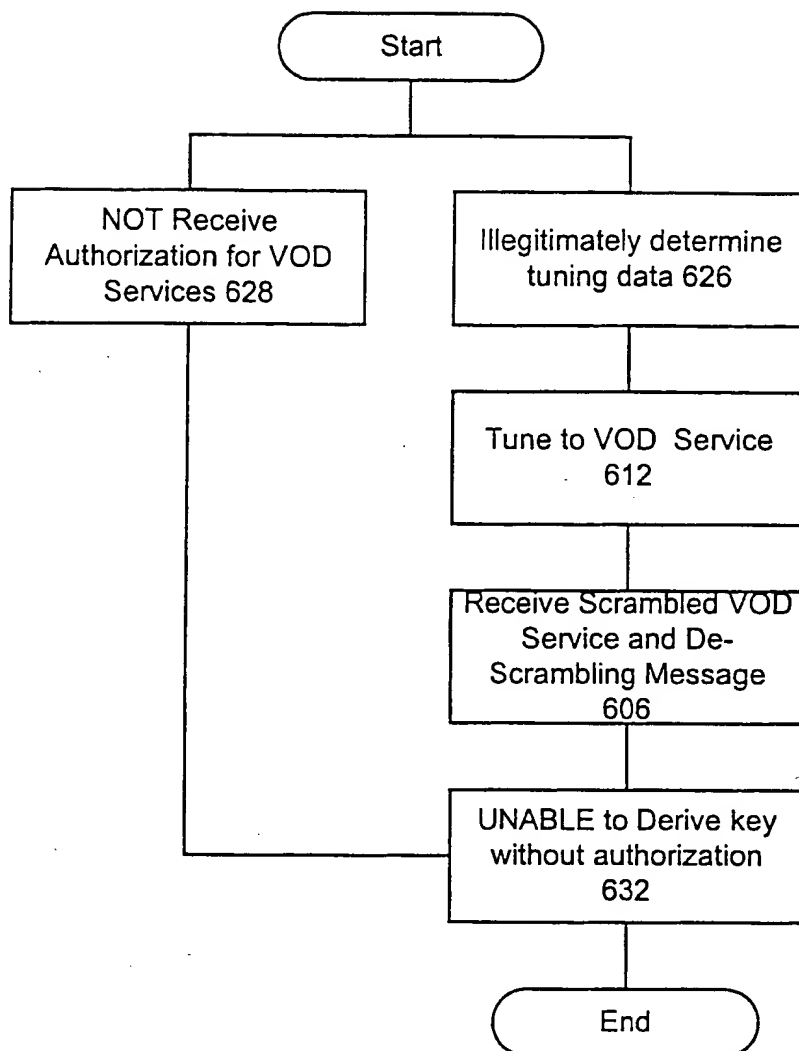 Start
NOT Receive
Authorization for VOD
Services 628
Illegitimately determine
tuning data 626
Tune to VOD Service
612
Receive Scrambled VOD
Service and De-
Scrambling Message
606
UNABLE to Derive key
without authorization
632
End